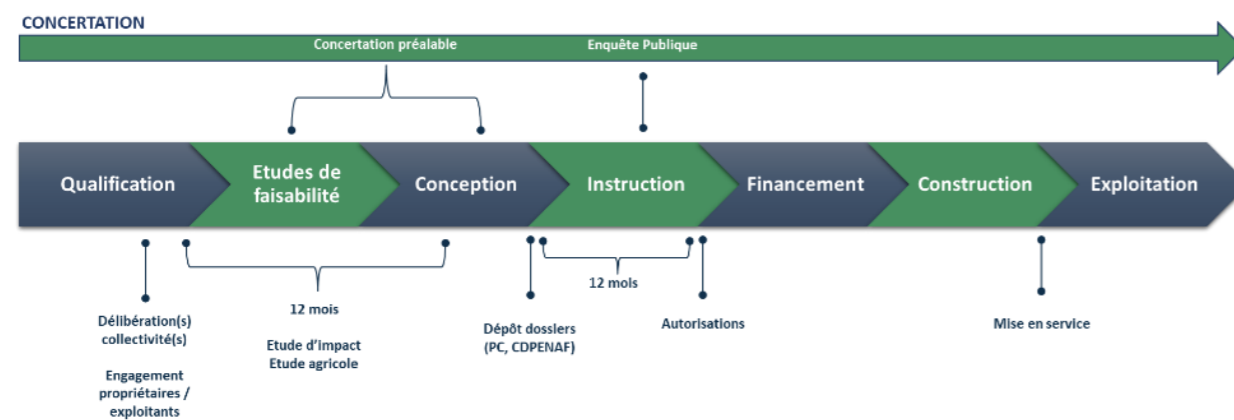 CONCERTATION
Concertation préalable
Enquête Publique
Qualification
Etudes de
faisabilité
Conception
Instruction
Financement
Construction
Exploitation
Délibération(s)
collectivité(s)
Engagement
propriétaires /
exploitants
12 mois
Etude d'impact
Etude agricole
Dépôt dossiers
(PC, CDPENAF)
12 mois
Autorisations
Mise en service